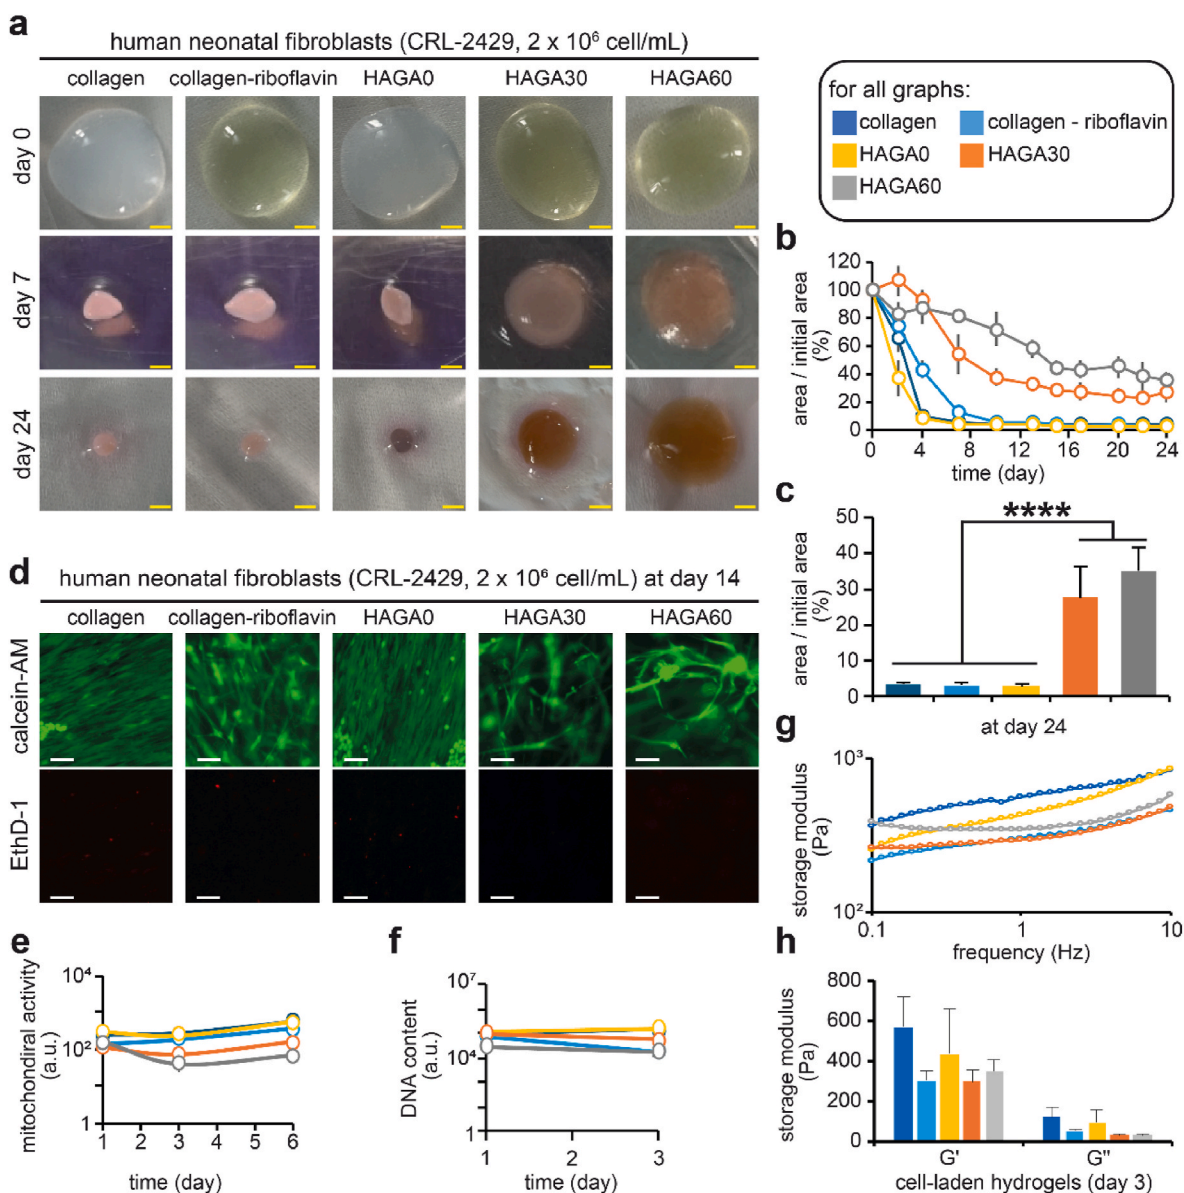 a
human neonatal fibroblasts (CRL-2429, 2 x 10⁶ cell/mL)
collagen collagen-riboflavin HAGA0 HAGA30 HAGA60
day 0
day 7
day 24
for all graphs:
collagen collagen - riboflavin
HAGA0 HAGA30
HAGA60
b
area / initial area
(%)
120
100
80
60
40
20
0
0 4 8 12 16 20 24
time (day)
c
area / initial area
(%)
50
40
30
20
10
0
****
at day 24
d
human neonatal fibroblasts (CRL-2429, 2 x 10⁶ cell/mL) at day 14
collagen collagen-riboflavin HAGA0 HAGA30 HAGA60
calcein-AM
EthD-1
e
mitochondiral activity
(a.u.)
10⁴
10²
1
1 2 3 4 5 6
time (day)
f
DNA content
(a.u.)
10⁷
10⁴
1
1 2 3
time (day)
g
storage modulus
(Pa)
10³
10²
0.1 1 10
frequency (Hz)
h
storage modulus
(Pa)
800
600
400
200
0
G' G"
cell-laden hydrogels (day 3)